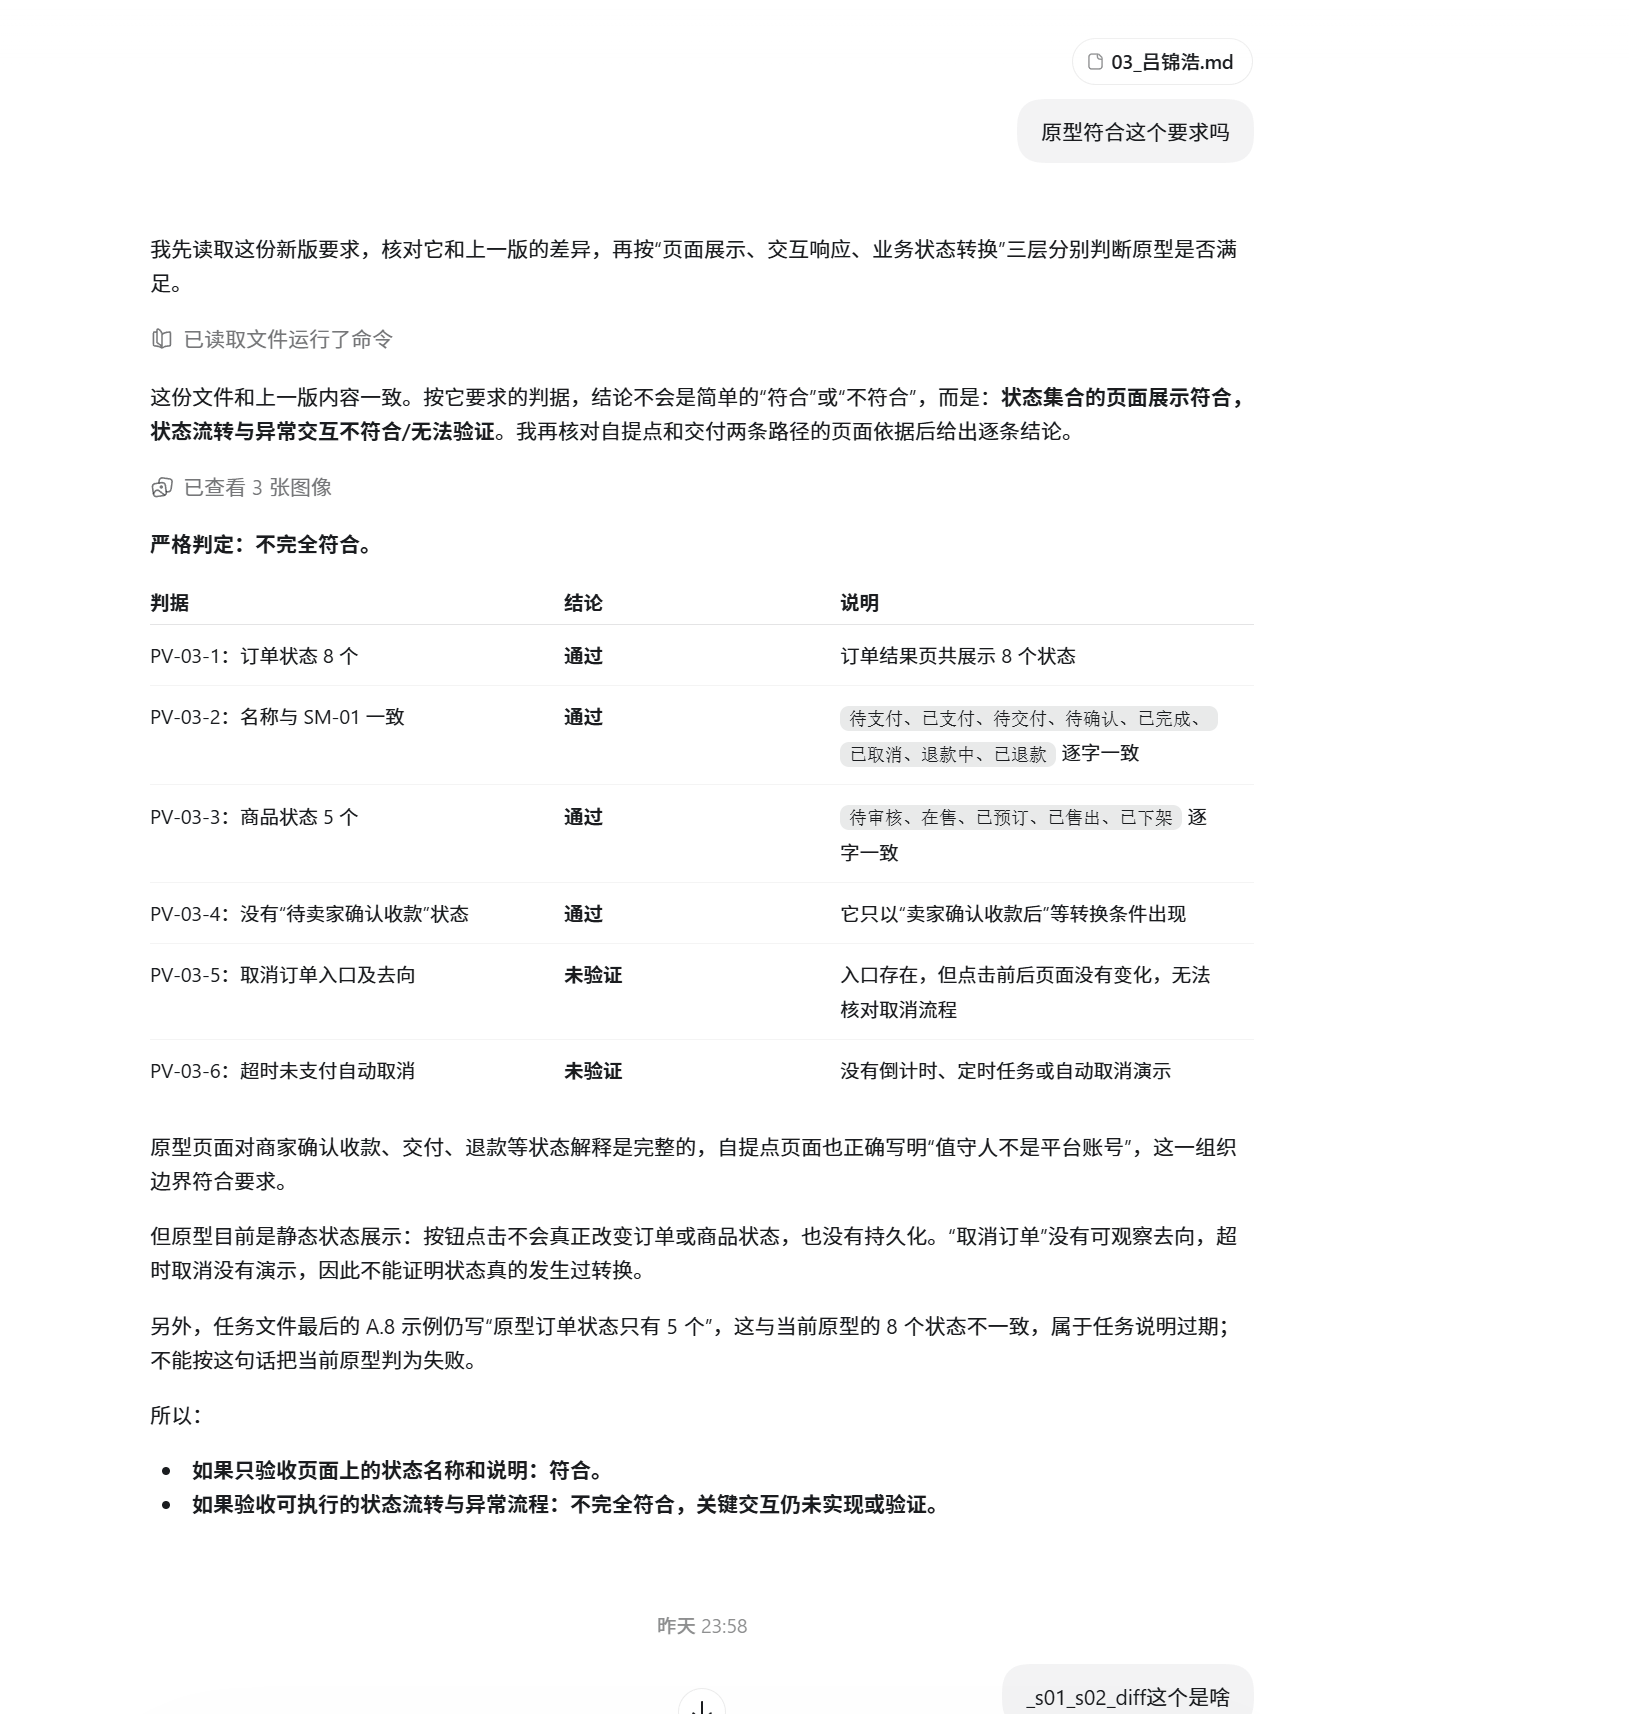 03_吕锦浩.md
原型符合这个要求吗
我先读取这份新版要求，核对它和上一版的差异，再按“页面展示、交互响应、业务状态转换”三层分别判断原型是否满
足。
已读取文件运行了命令
这份文件和上一版内容一致。按它要求的判据，结论不会是简单的“符合”或“不符合”，而是：状态集合的页面展示符合，
状态流转与异常交互不符合/无法验证。我再核对自提点和交付两条路径的页面依据后给出逐条结论。
已查看 3 张图像
严格判定：不完全符合。
判据 结论 说明
PV-03-1：订单状态 8 个 通过 订单结果页共展示 8 个状态
PV-03-2：名称与 SM-01 一致 通过 待支付、已支付、待交付、待确认、已完成、
已取消、退款中、已退款 逐字一致
PV-03-3：商品状态 5 个 通过 待审核、在售、已预订、已售出、已下架 逐
字一致
PV-03-4：没有“待卖家确认收款”状态 通过 它只以“卖家确认收款后”等转换条件出现
PV-03-5：取消订单入口及去向 未验证 入口存在，但点击前后页面没有变化，无法
核对取消流程
PV-03-6：超时未支付自动取消 未验证 没有倒计时、定时任务或自动取消演示
原型页面对商家确认收款、交付、退款等状态解释是完整的，自提点页面也正确写明“值守人不是平台账号”，这一组织
边界符合要求。
但原型目前是静态状态展示：按钮点击不会真正改变订单或商品状态，也没有持久化。“取消订单”没有可观察去向，超
时取消没有演示，因此不能证明状态真的发生过转换。
另外，任务文件最后的 A.8 示例仍写“原型订单状态只有 5 个”，这与当前原型的 8 个状态不一致，属于任务说明过期；
不能按这句话把当前原型判为失败。
所以：
• 如果只验收页面上的状态名称和说明：符合。
• 如果验收可执行的状态流转与异常流程：不完全符合，关键交互仍未实现或验证。
昨天 23:58
_s01_s02_diff这个是啥